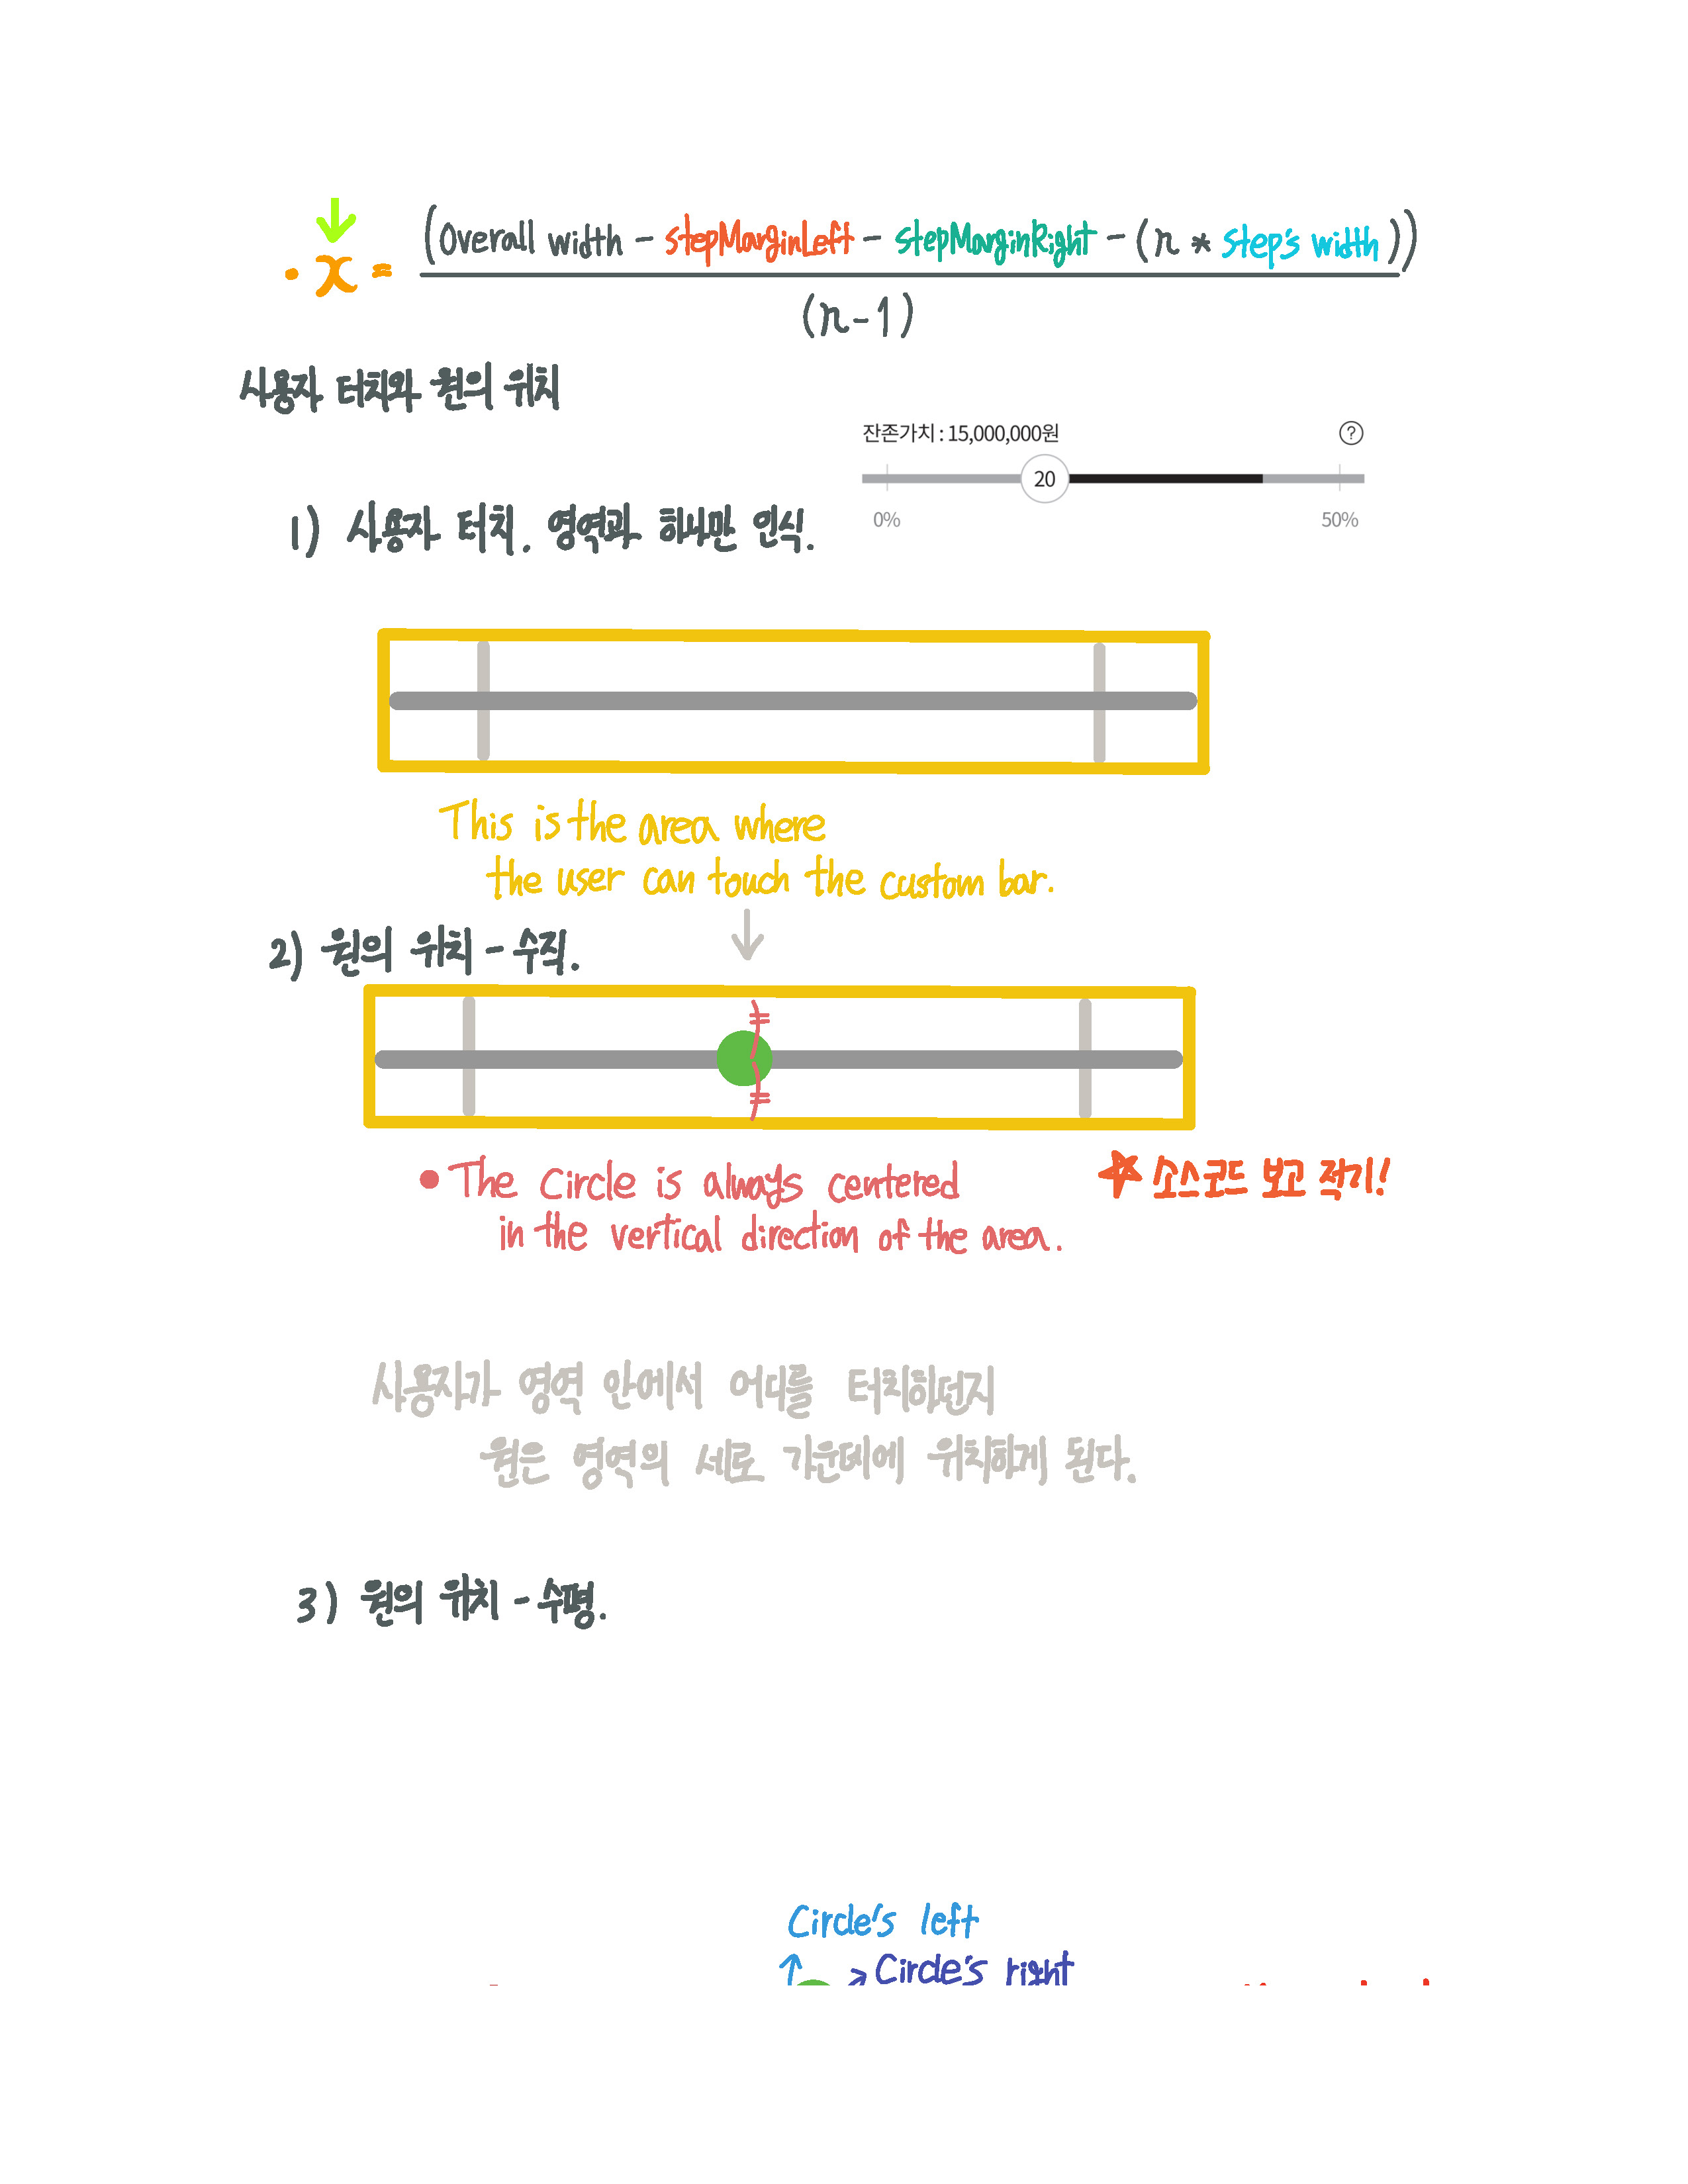 · x = (Overall width - stepMarginLeft - stepMarginRight - (n * step's width))
(n-1)
사용자 터치와 원의 위치
잔존가치 : 15,000,000원 ?
20
0% 50%
1) 사용자 터치. 영역과 하나만 인식.
This is the area where
the user can touch the custom bar.
2) 원의 위치 - 수직.
• The Circle is always centered
in the vertical direction of the area.
☆ 소스코드 보고 적기!
사용자가 영역 안에서 어디를 터치하던지
원은 영역의 세로 가운데에 위치하게 된다.
3) 원의 위치 - 수평.
Circle's left
Circle's right